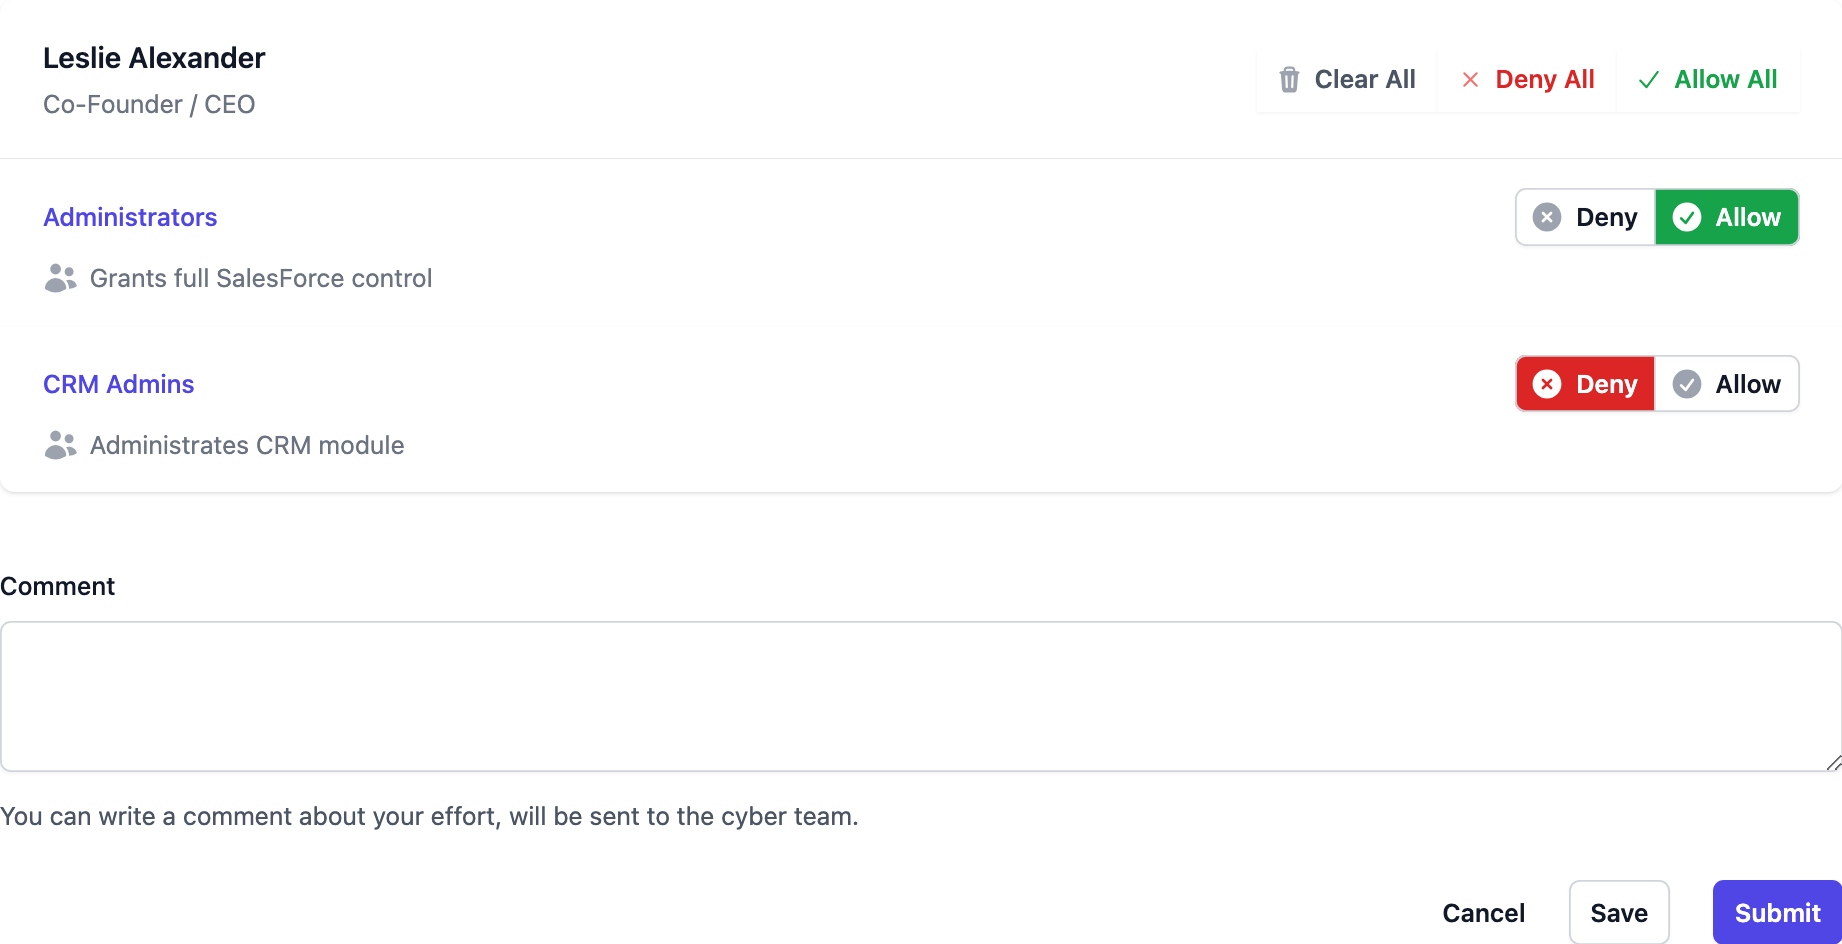 Leslie Alexander
Co-Founder / CEO
Clear All
Deny All
Allow All
Administrators
Deny
Allow
Grants full SalesForce control
CRM Admins
Deny
Allow
Administrates CRM module
Comment
You can write a comment about your effort, will be sent to the cyber team.
Cancel
Save
Submit